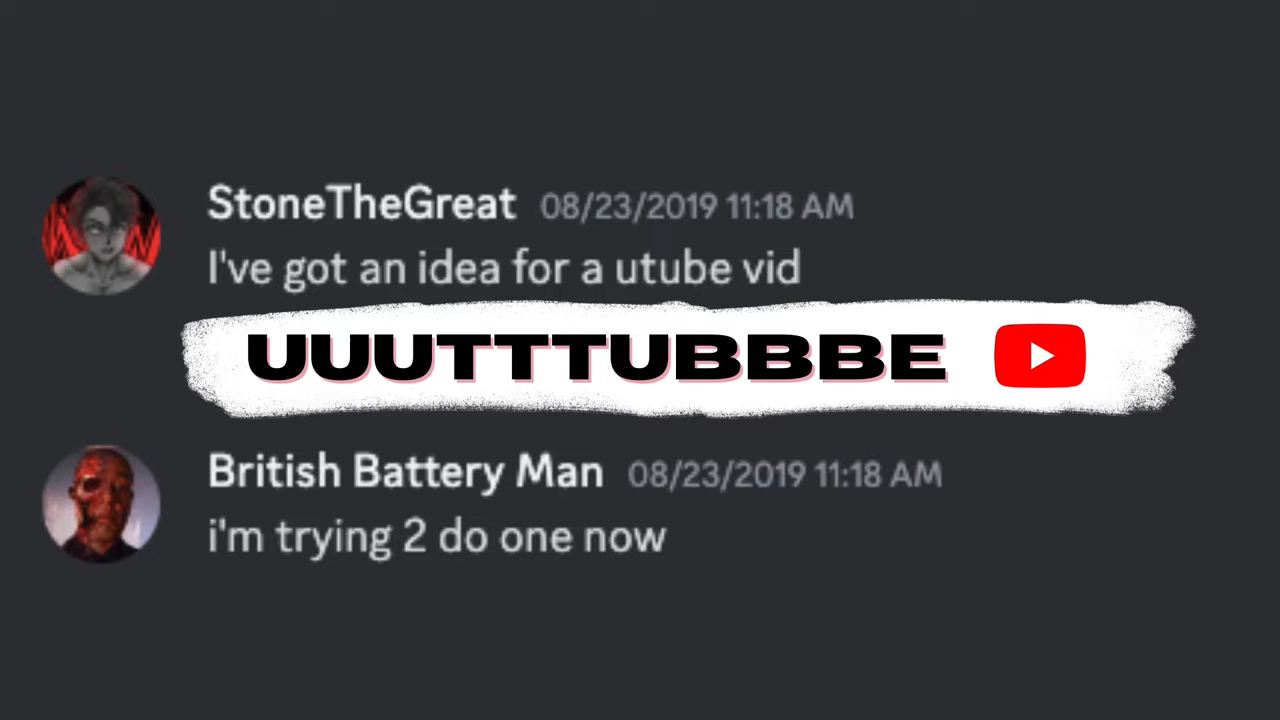 StoneTheGreat 08/23/2019 11:18 AM
I've got an idea for a utube vid
UUUTTTUBBBE
British Battery Man 08/23/2019 11:18 AM
i'm trying 2 do one now